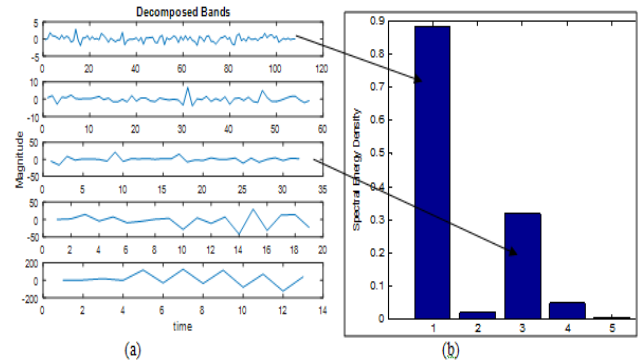 Decomposed Bands
5
0
-5
0 20 40 60 80 100 120
10
0
-10
0 10 20 30 40 50 60
50
0
-50
0 5 10 15 20 25 30 35
50
0
-50
0 2 4 6 8 10 12 14 16 18 20
200
0
-200
0 2 4 6 8 10 12 14
Magnitude
time
(a)
0.9
0.8
0.7
0.6
0.5
0.4
0.3
0.2
0.1
0
Spectral Energy Density
1 2 3 4 5
(b)